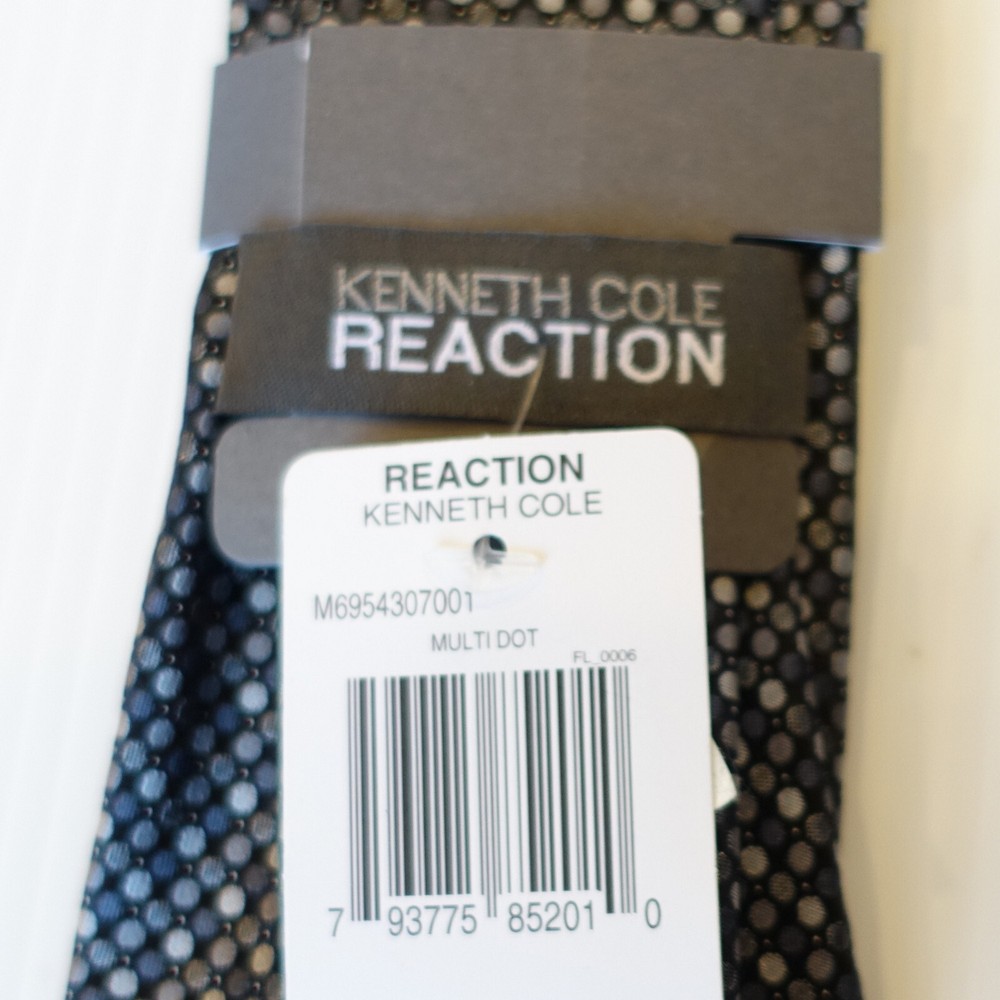 KENNETH COLE
REACTION
REACTION
KENNETH COLE
M6954307001
MULTI DOT
FL_0006
7 93775 85201 0